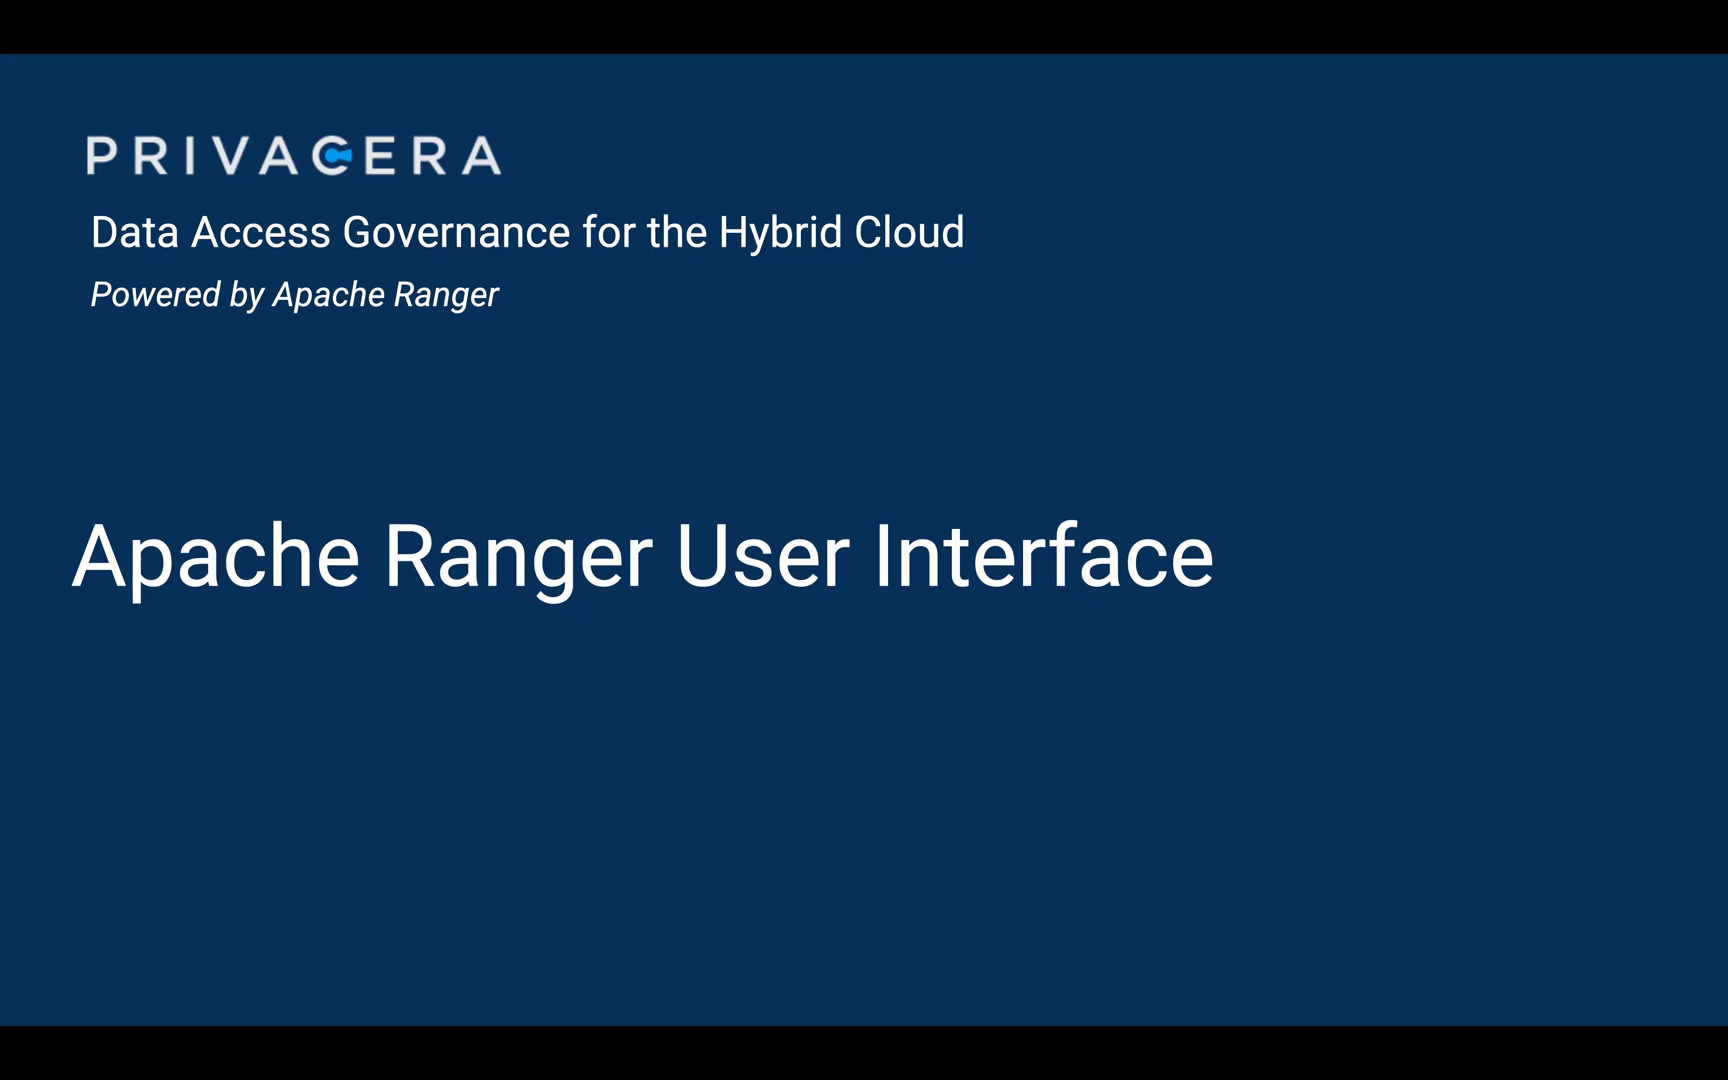 PRIVACERA
Data Access Governance for the Hybrid Cloud
Powered by Apache Ranger
Apache Ranger User Interface